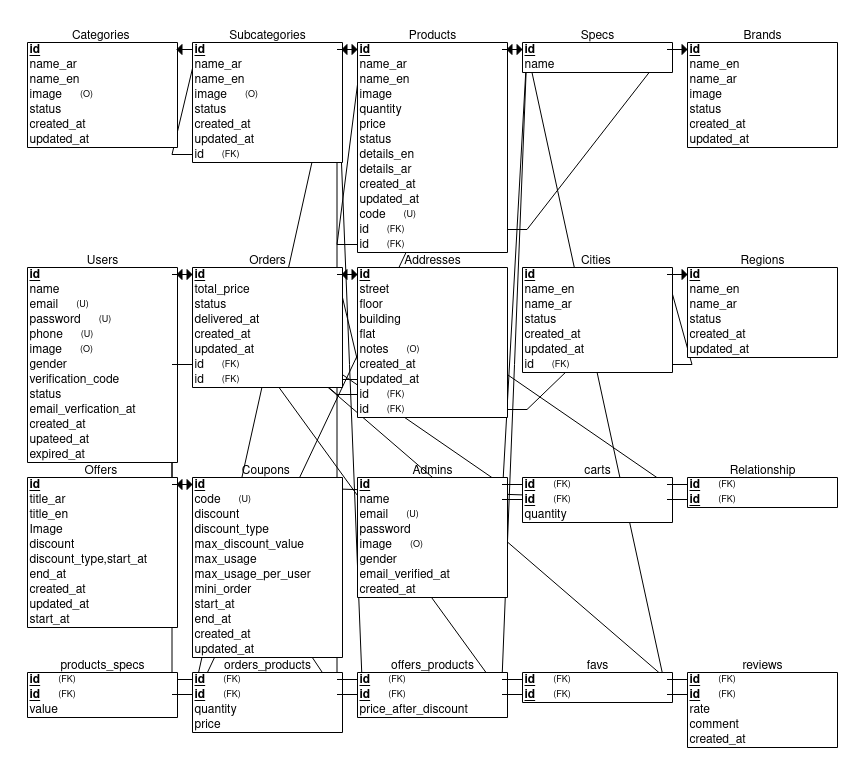 Categories
id
name_ar
name_en
image (O)
status
created_at
updated_at
Subcategories
id
name_ar
name_en
image (O)
status
created_at
updated_at
id (FK)
Products
id
name_ar
name_en
image
quantity
price
status
details_en
details_ar
created_at
updated_at
code (U)
id (FK)
id (FK)
Specs
id
name
Brands
id
name_en
name_ar
image
status
created_at
updated_at
Users
id
name
email (U)
password (U)
phone (U)
image (O)
gender
verification_code
status
email_verfication_at
created_at
upateed_at
expired_at
Orders
id
total_price
status
delivered_at
created_at
updated_at
id (FK)
id (FK)
Addresses
id
street
floor
building
flat
notes (O)
created_at
updated_at
id (FK)
id (FK)
Cities
id
name_en
name_ar
status
created_at
updated_at
id (FK)
Regions
id
name_en
name_ar
status
created_at
updated_at
Offers
id
title_ar
title_en
Image
discount
discount_type,start_at
end_at
created_at
updated_at
start_at
Coupons
id
code (U)
discount
discount_type
max_discount_value
max_usage
max_usage_per_user
mini_order
start_at
end_at
created_at
updated_at
Admins
id
name
email (U)
password
image (O)
gender
email_verified_at
created_at
carts
id (FK)
id (FK)
quantity
Relationship
id (FK)
id (FK)
products_specs
id (FK)
id (FK)
value
orders_products
id (FK)
id (FK)
quantity
price
offers_products
id (FK)
id (FK)
price_after_discount
favs
id (FK)
id (FK)
reviews
id (FK)
id (FK)
rate
comment
created_at